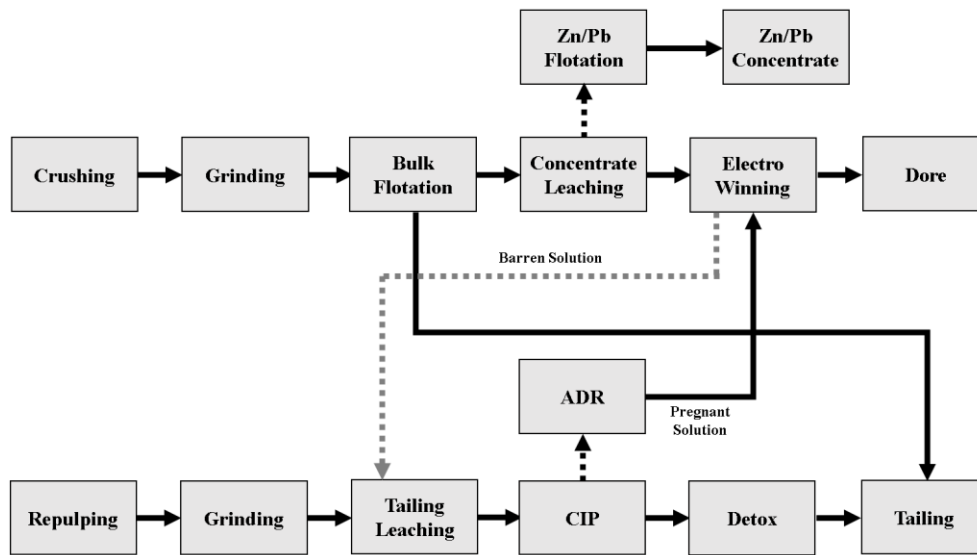 Zn/Pb
Flotation
Zn/Pb
Concentrate
Crushing
Grinding
Bulk
Flotation
Concentrate
Leaching
Electro
Winning
Dore
Barren Solution
ADR
Pregnant
Solution
Repulping
Grinding
Tailing
Leaching
CIP
Detox
Tailing